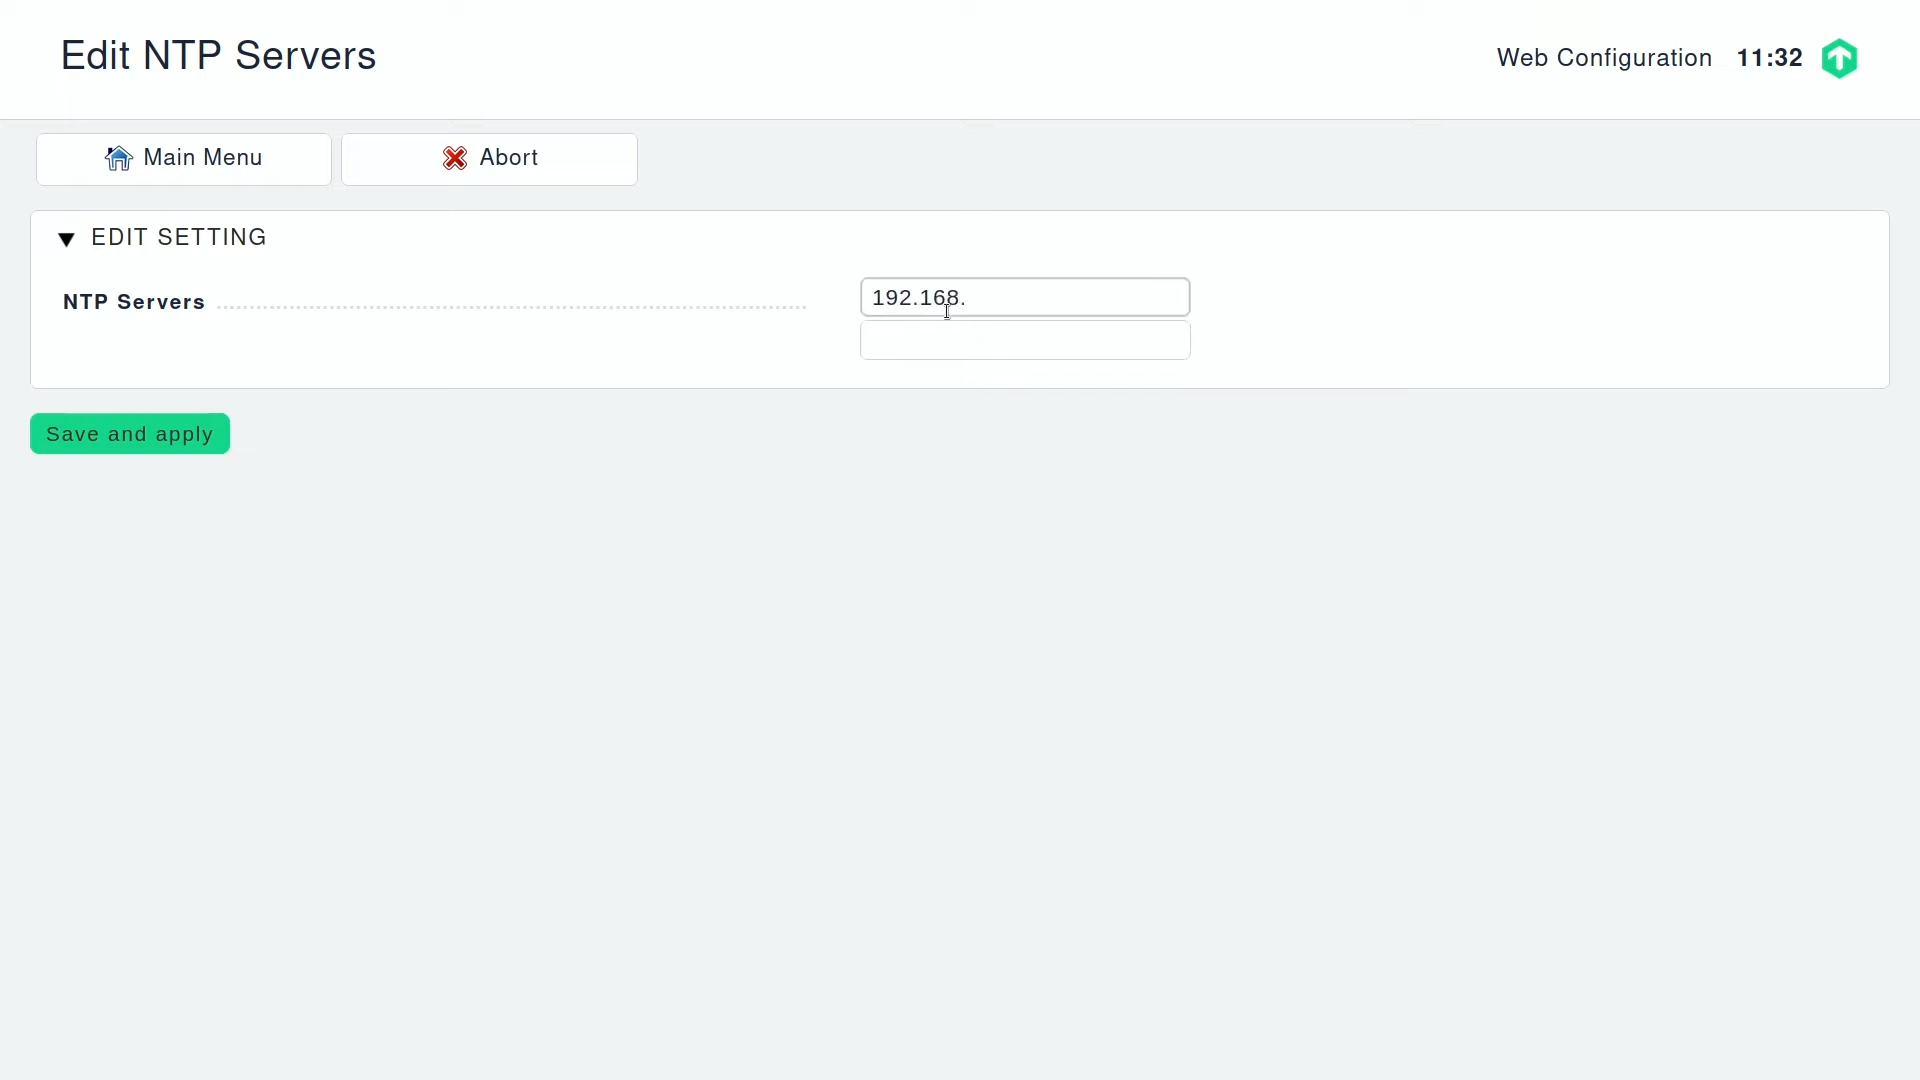 Edit NTP Servers
Web Configuration 11:32
Main Menu
Abort
EDIT SETTING
NTP Servers
192.168.
Save and apply